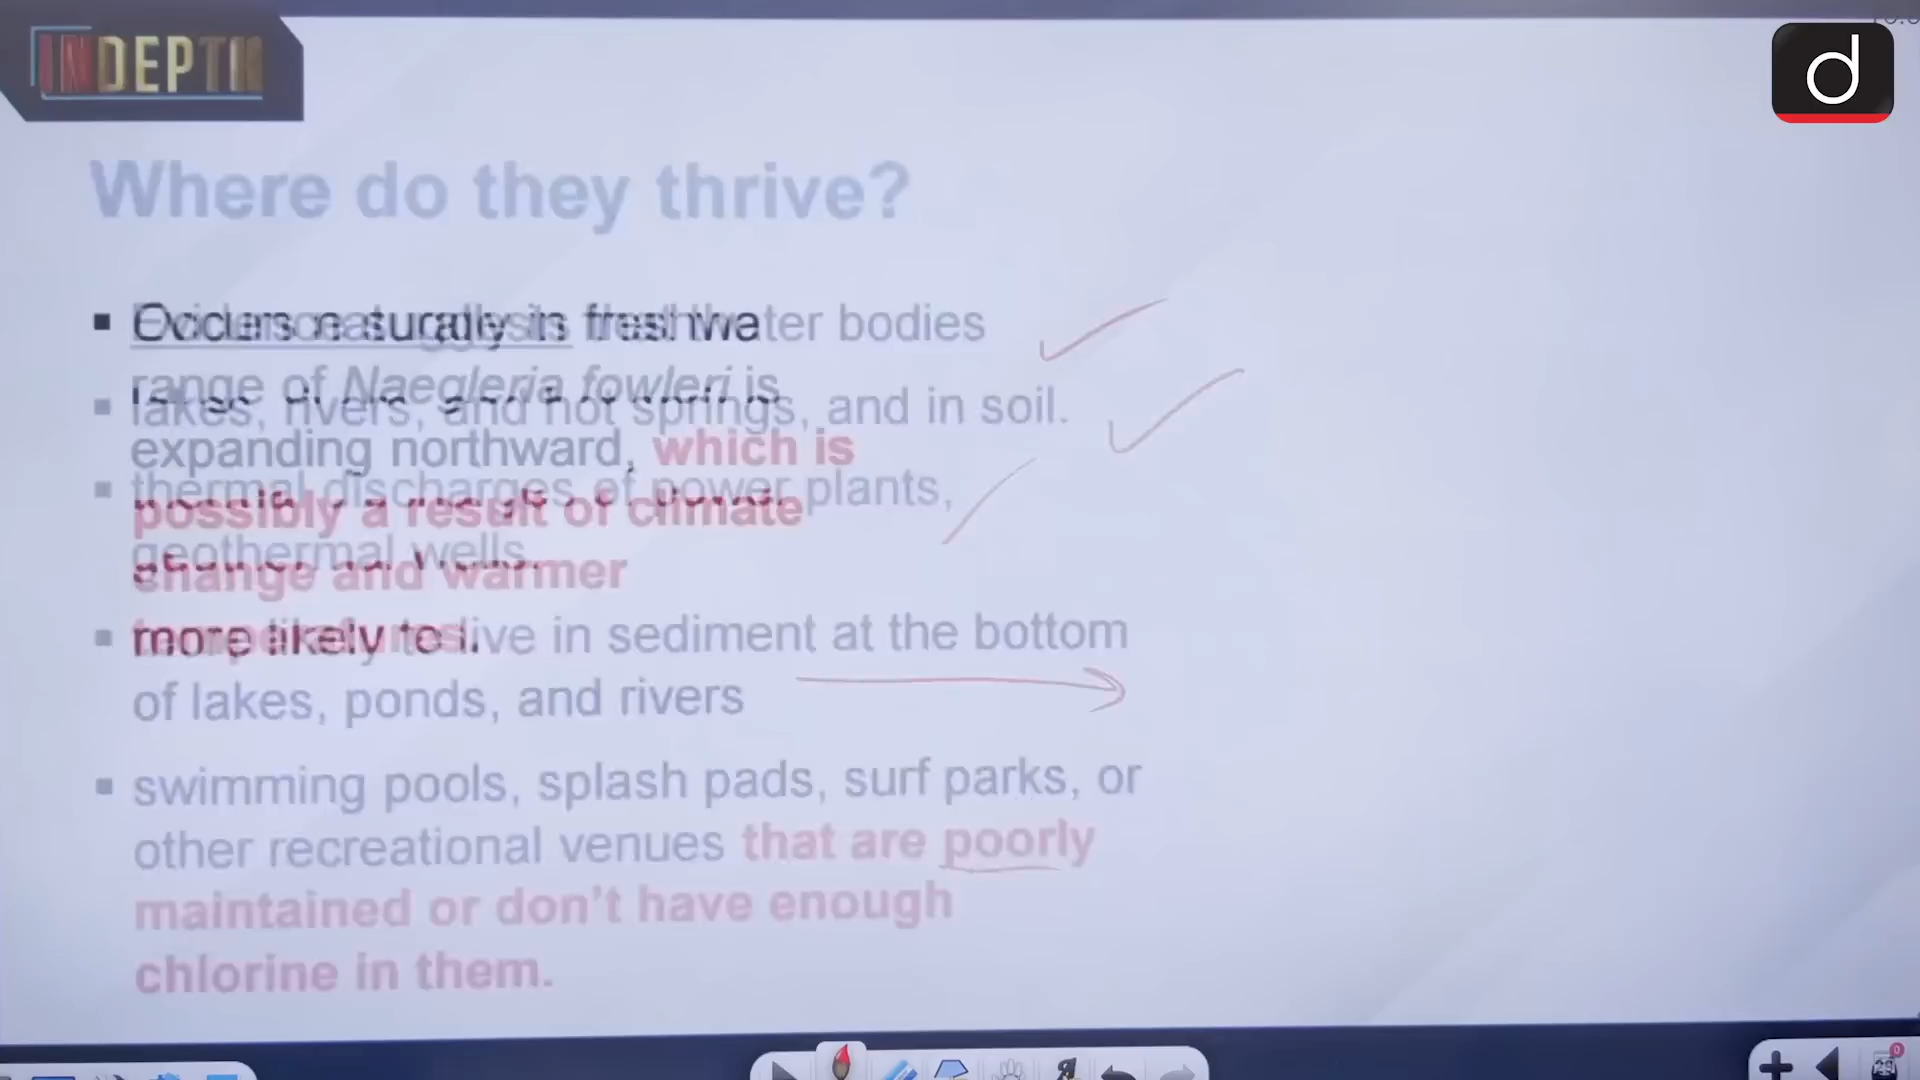 INDEPTH
d
Where do they thrive?
Occurs naturally in fresh water bodies
range of Naegleria fowleri is
lakes, rivers, and hot springs, and in soil.
expanding northward, which is
thermal discharges of power plants,
possibly a result of climate
geothermal wells.
change and warmer
more likely to live in sediment at the bottom
of lakes, ponds, and rivers
swimming pools, splash pads, surf parks, or
other recreational venues that are poorly
maintained or don't have enough
chlorine in them.